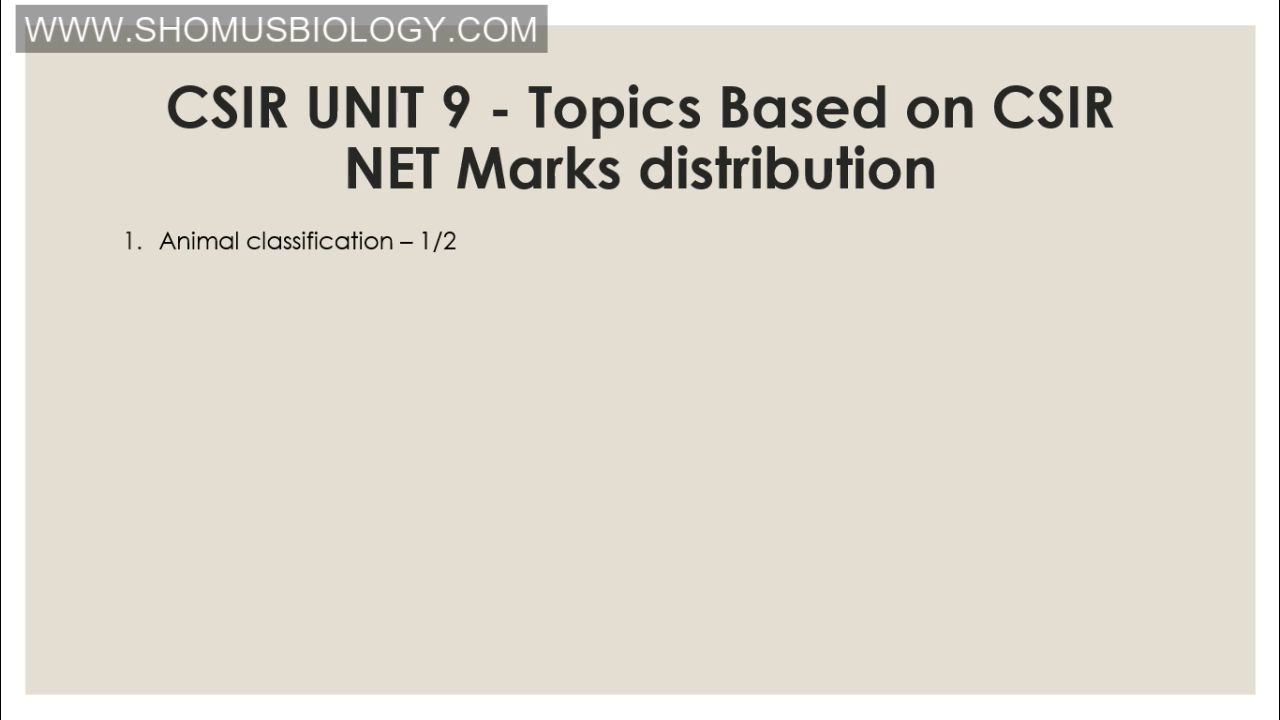 WWW.SHOMUSBIOLOGY.COM
CSIR UNIT 9 - Topics Based on CSIR
NET Marks distribution
1. Animal classification – 1/2